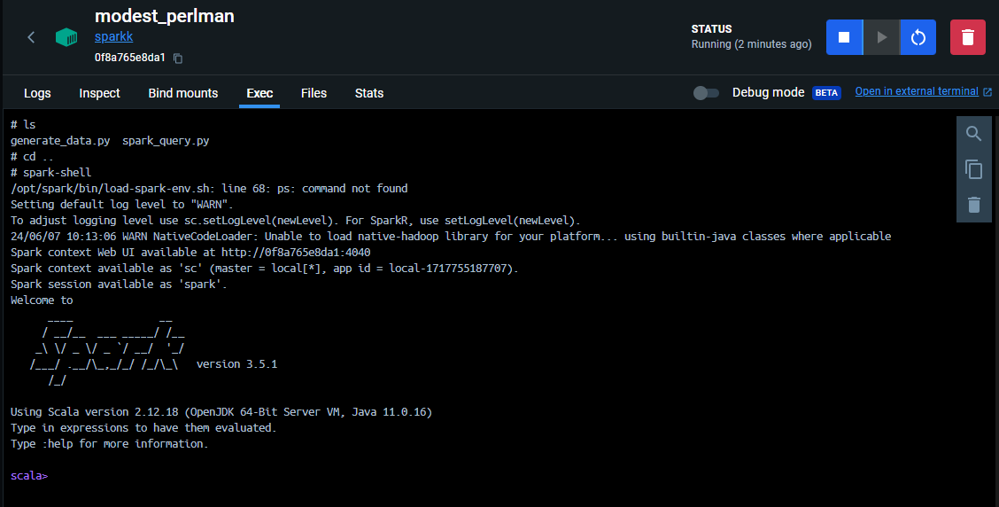 modest_perlman
sparkk
0f8a765e8da1
STATUS
Running (2 minutes ago)
Logs Inspect Bind mounts Exec Files Stats Debug mode BETA Open in external terminal
# ls
generate_data.py  spark_query.py
# cd ..
# spark-shell
/opt/spark/bin/load-spark-env.sh: line 68: ps: command not found
Setting default log level to "WARN".
To adjust logging level use sc.setLogLevel(newLevel). For SparkR, use setLogLevel(newLevel).
24/06/07 10:13:06 WARN NativeCodeLoader: Unable to load native-hadoop library for your platform... using builtin-java classes where applicable
Spark context Web UI available at http://0f8a765e8da1:4040
Spark context available as 'sc' (master = local[*], app id = local-1717755187707).
Spark session available as 'spark'.
Welcome to
      ____              __
     / __/__  ___ _____/ /__
    _\ \/ _ \/ _ `/ __/  '_/
   /___/ .__/\_,_/_/ /_/\_\   version 3.5.1
      /_/
Using Scala version 2.12.18 (OpenJDK 64-Bit Server VM, Java 11.0.16)
Type in expressions to have them evaluated.
Type :help for more information.
scala>